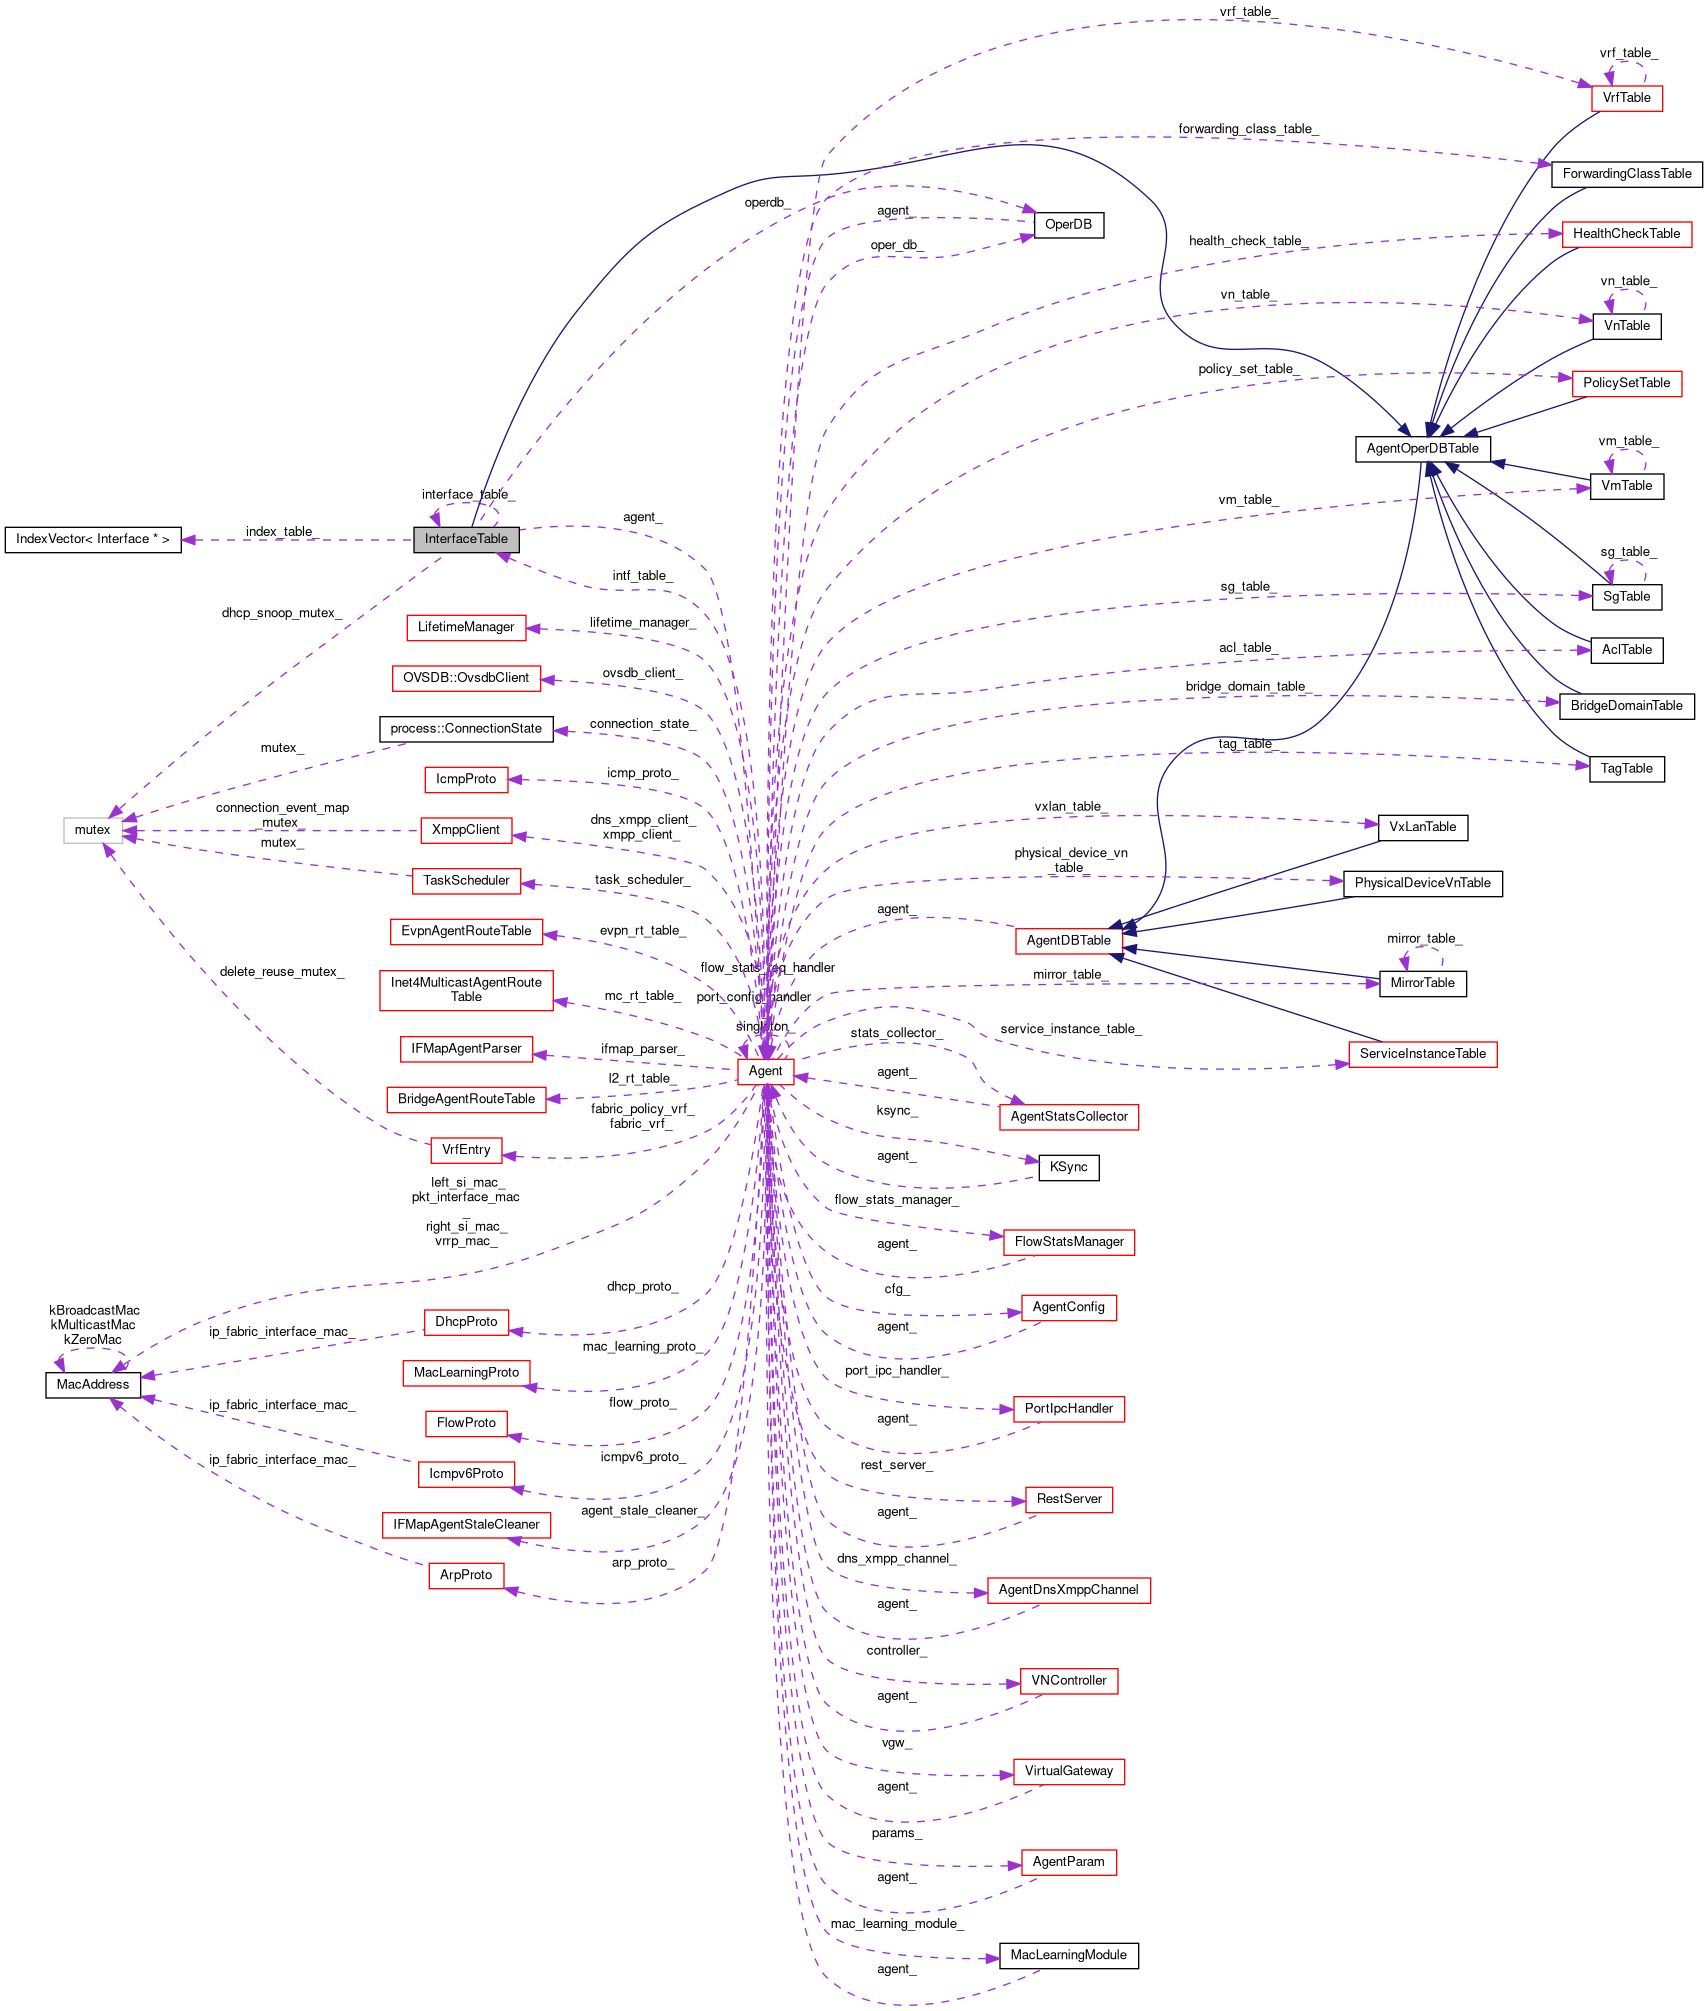 vrf_table_
vrf_table_
VrfTable
forwarding_class_table_
ForwardingClassTable
operdb_
agent_
OperDB
oper_db_
health_check_table_
HealthCheckTable
vn_table_
vn_table_
VnTable
policy_set_table_
PolicySetTable
AgentOperDBTable
vm_table_
vm_table_
VmTable
interface_table_
agent_
IndexVector< Interface * >
index_table_
InterfaceTable
intf_table_
sg_table_
sg_table_
SgTable
dhcp_snoop_mutex_
LifetimeManager
lifetime_manager_
acl_table_
AclTable
OVSDB::OvsdbClient
ovsdb_client_
bridge_domain_table_
BridgeDomainTable
process::ConnectionState
connection_state_
mutex_
tag_table_
TagTable
IcmpProto
icmp_proto_
connection_event_map
_mutex_
mutex
XmppClient
dns_xmpp_client_
xmpp_client_
vxlan_table_
VxLanTable
mutex_
TaskScheduler
task_scheduler_
physical_device_vn
_table_
PhysicalDeviceVnTable
EvpnAgentRouteTable
evpn_rt_table_
agent_
AgentDBTable
mirror_table_
delete_reuse_mutex_
Inet4MulticastAgentRoute
Table
mc_rt_table_
flow_stats_req_handler
_
port_config_handler
_
singleton_
mirror_table_
MirrorTable
IFMapAgentParser
ifmap_parser_
Agent
stats_collector_
service_instance_table_
ServiceInstanceTable
BridgeAgentRouteTable
l2_rt_table_
agent_
AgentStatsCollector
VrfEntry
fabric_policy_vrf_
fabric_vrf_
ksync_
agent_
KSync
left_si_mac_
pkt_interface_mac
_
right_si_mac_
vrrp_mac_
flow_stats_manager_
agent_
FlowStatsManager
kBroadcastMac
kMulticastMac
kZeroMac
MacAddress
ip_fabric_interface_mac_
DhcpProto
dhcp_proto_
cfg_
agent_
AgentConfig
MacLearningProto
mac_learning_proto_
port_ipc_handler_
agent_
PortIpcHandler
ip_fabric_interface_mac_
FlowProto
flow_proto_
ip_fabric_interface_mac_
Icmpv6Proto
icmpv6_proto_
rest_server_
agent_
RestServer
IFMapAgentStaleCleaner
agent_stale_cleaner_
ArpProto
arp_proto_
dns_xmpp_channel_
agent_
AgentDnsXmppChannel
controller_
agent_
VNController
vgw_
agent_
VirtualGateway
params_
agent_
AgentParam
mac_learning_module_
agent_
MacLearningModule